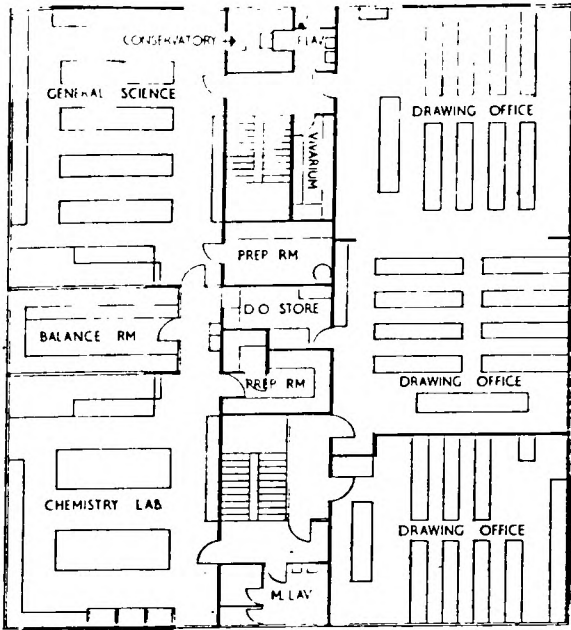 CONSERVATORY
F. LAV
GENERAL SCIENCE
DRAWING OFFICE
VIVARIUM
PREP RM
D O STORE
BALANCE RM
PREP RM
DRAWING OFFICE
CHEMISTRY LAB
DRAWING OFFICE
M. LAV